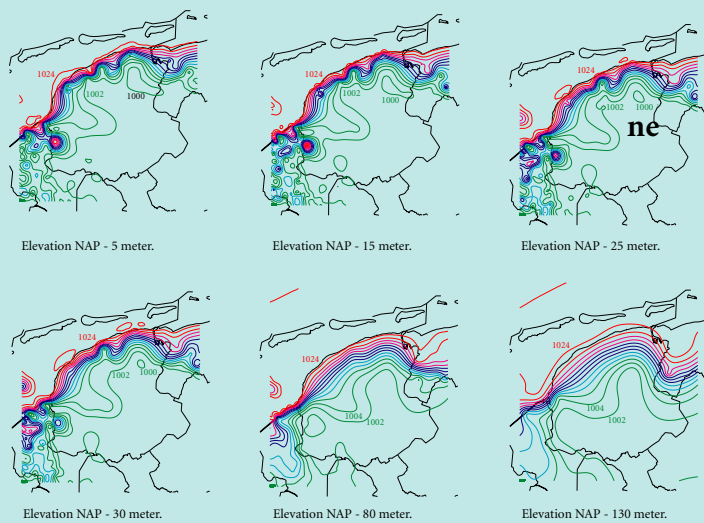 1024
1002
1000
1024
1002
1000
1024
1002
1000
ne
Elevation NAP - 5 meter.
Elevation NAP - 15 meter.
Elevation NAP - 25 meter.
1024
1002
1000
1024
1004
1002
1024
1004
1002
Elevation NAP - 30 meter.
Elevation NAP - 80 meter.
Elevation NAP - 130 meter.